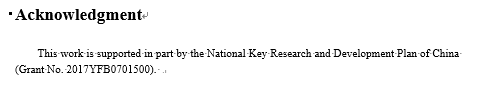 Acknowledgment
This work is supported in part by the National Key Research and Development Plan of China
(Grant No. 2017YFB0701500).